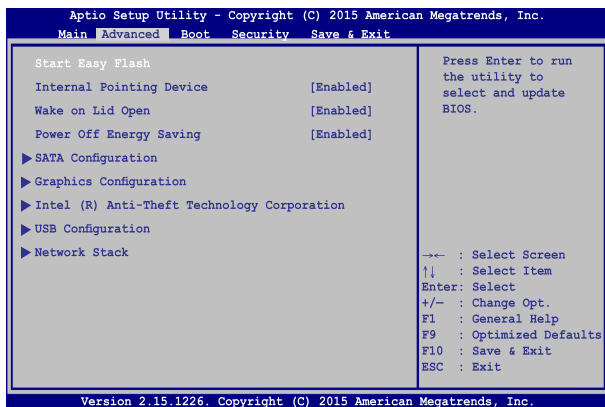 Aptio Setup Utility - Copyright (C) 2015 American Megatrends, Inc.
Main Advanced Boot Security Save & Exit
Start Easy Flash
Internal Pointing Device [Enabled]
Wake on Lid Open [Enabled]
Power Off Energy Saving [Enabled]
SATA Configuration
Graphics Configuration
Intel (R) Anti-Theft Technology Corporation
USB Configuration
Network Stack
Press Enter to run
the utility to
select and update
BIOS.
→← : Select Screen
↑↓ : Select Item
Enter: Select
+/— : Change Opt.
F1 : General Help
F9 : Optimized Defaults
F10 : Save & Exit
ESC : Exit
Version 2.15.1226. Copyright (C) 2015 American Megatrends, Inc.